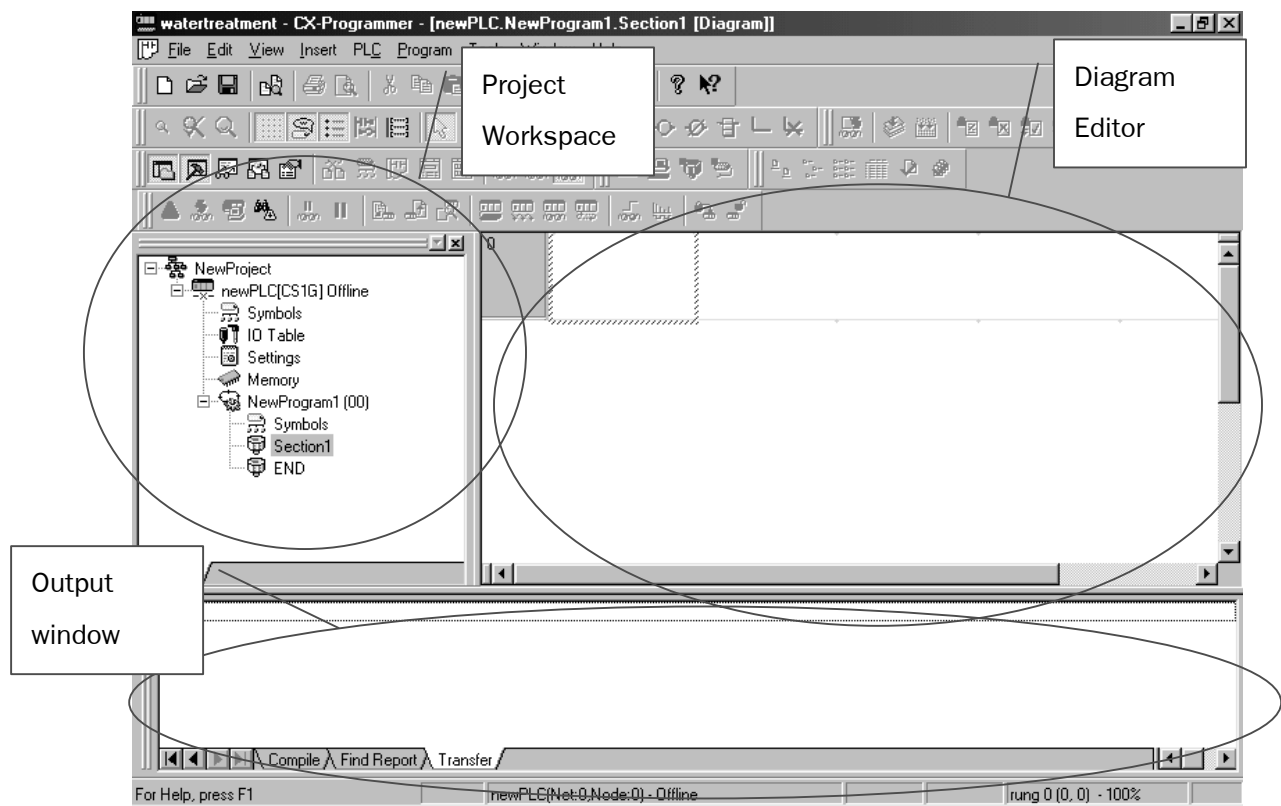 watertreatment - CX-Programmer - [newPLC.NewProgram1.Section1 [Diagram]]
File Edit View Insert PLC Program
Project
Workspace
Diagram
Editor
0
NewProject
newPLC[CS1G] Offline
Symbols
IO Table
Settings
Memory
NewProgram1 (00)
Symbols
Section1
END
Output
window
Compile Find Report Transfer
For Help, press F1 newPLC(Net:0,Node:0) - Offline rung 0 (0, 0) - 100%